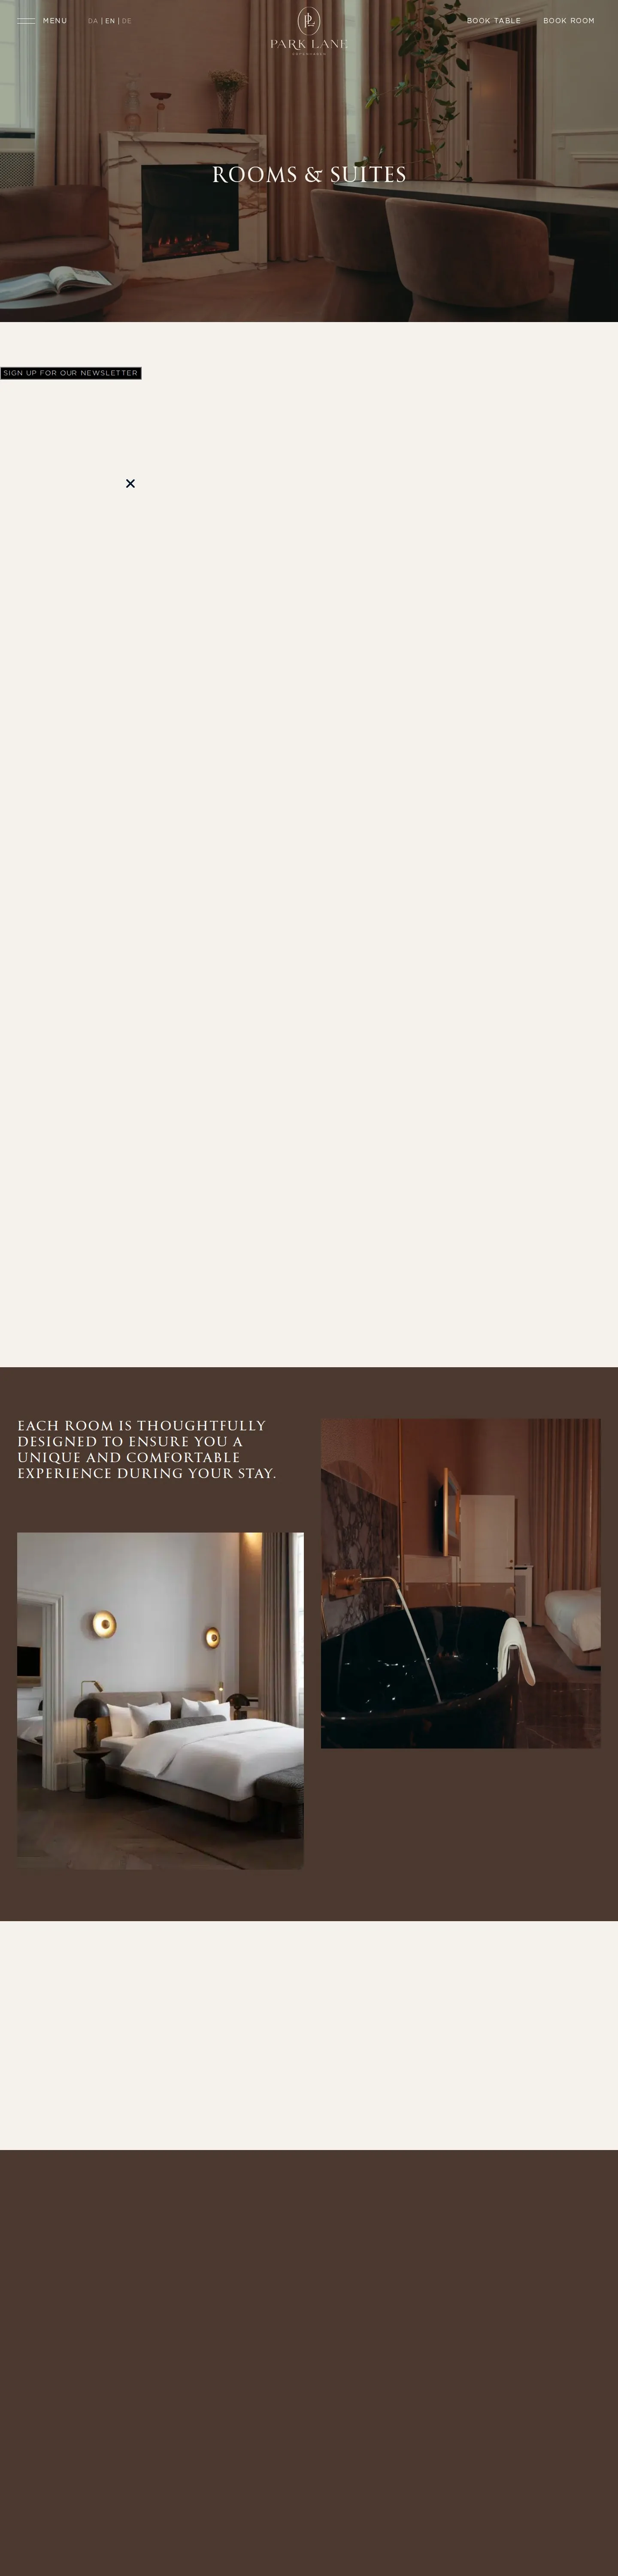 MENU
DA | EN | DE
PARK LANE
COPENHAGEN
BOOK TABLE
BOOK ROOM
ROOMS & SUITES
SIGN UP FOR OUR NEWSLETTER
EACH ROOM IS THOUGHTFULLY
DESIGNED TO ENSURE YOU A
UNIQUE AND COMFORTABLE
EXPERIENCE DURING YOUR STAY.